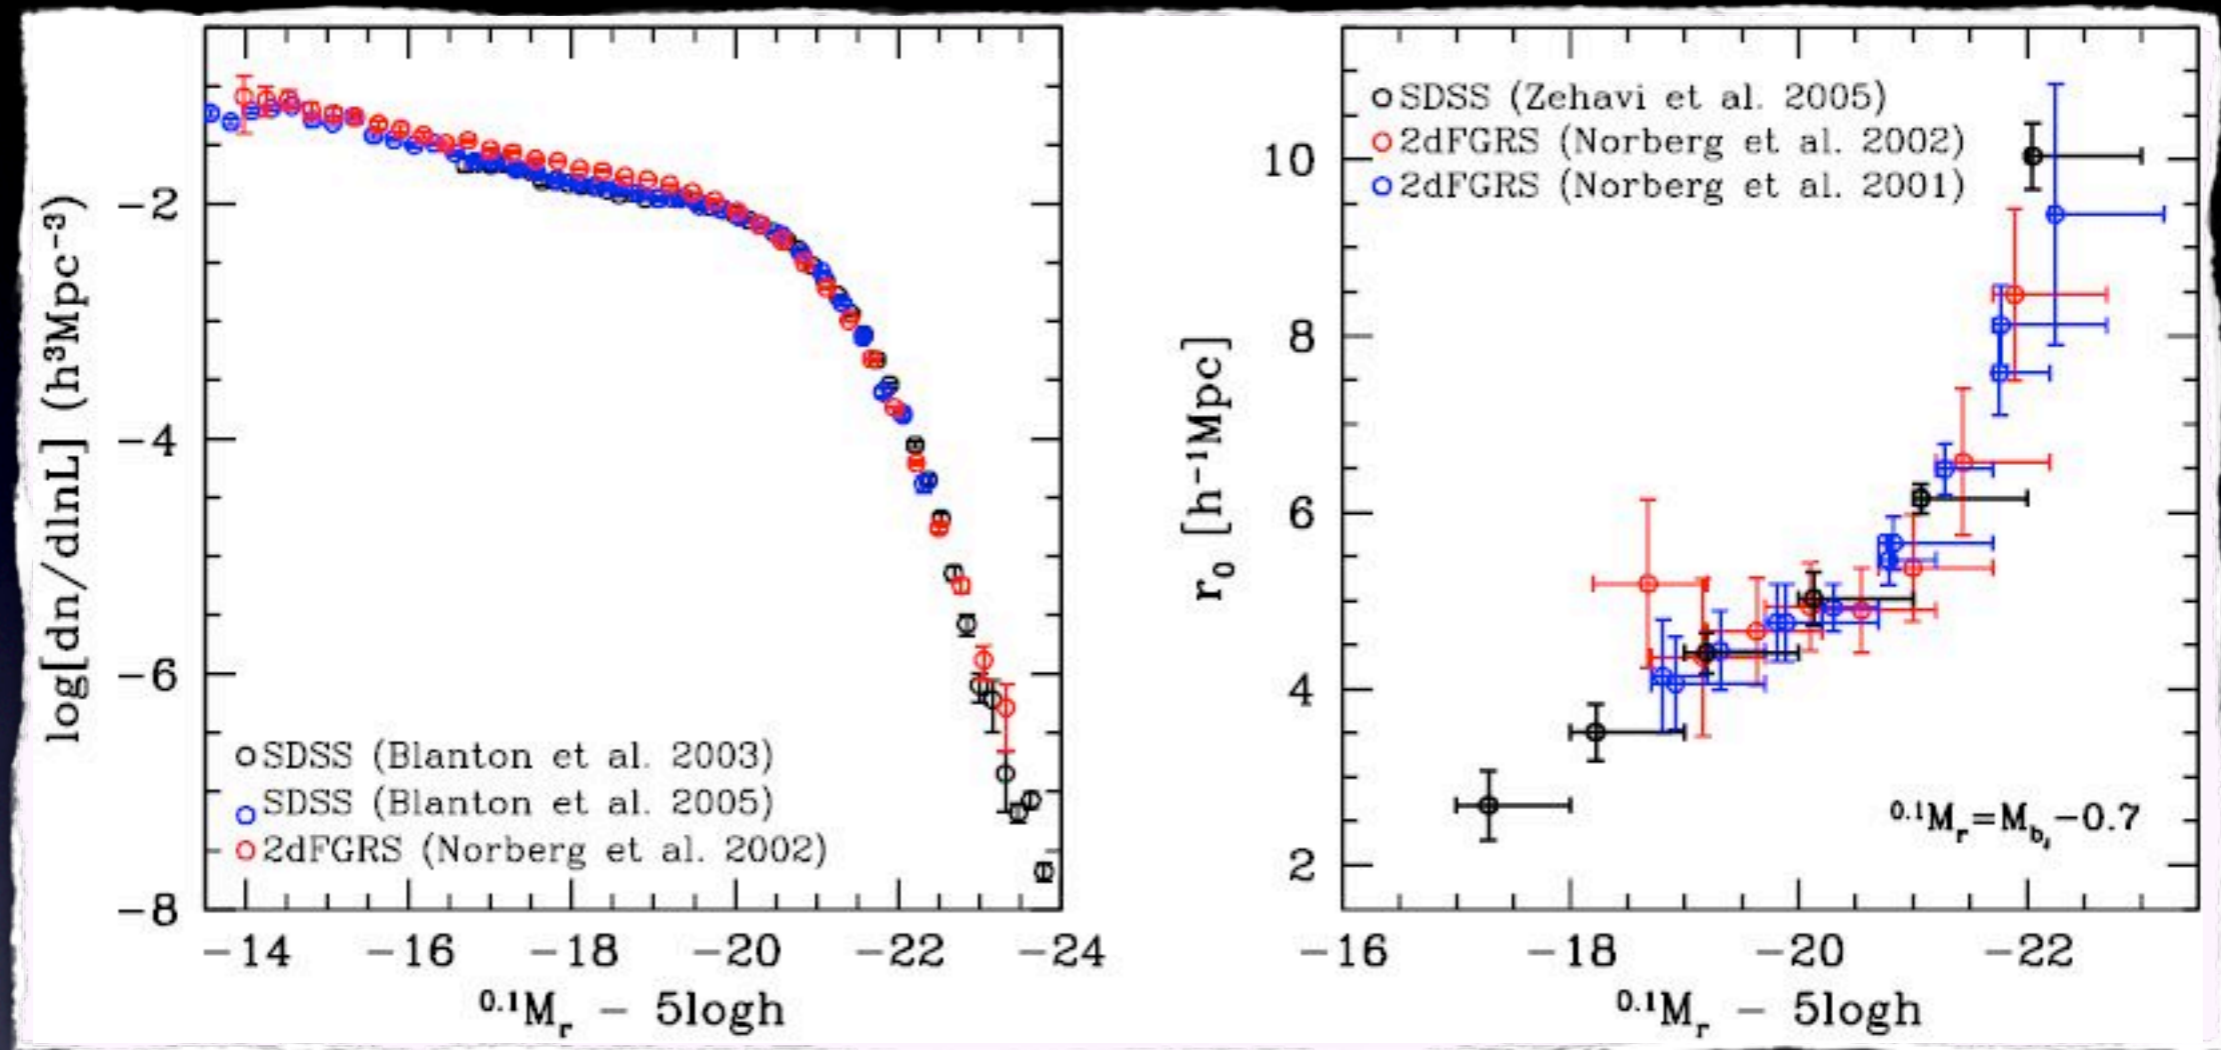 log[dn/dlnL] (h³Mpc⁻³)
−2
−4
−6
−8
SDSS (Blanton et al. 2003)
SDSS (Blanton et al. 2005)
2dFGRS (Norberg et al. 2002)
−14 −16 −18 −20 −22 −24
⁰·¹Mᵣ − 5logh
r₀ [h⁻¹Mpc]
10
8
6
4
2
SDSS (Zehavi et al. 2005)
2dFGRS (Norberg et al. 2002)
2dFGRS (Norberg et al. 2001)
⁰·¹Mᵣ=M_bⱼ−0.7
−16 −18 −20 −22
⁰·¹Mᵣ − 5logh